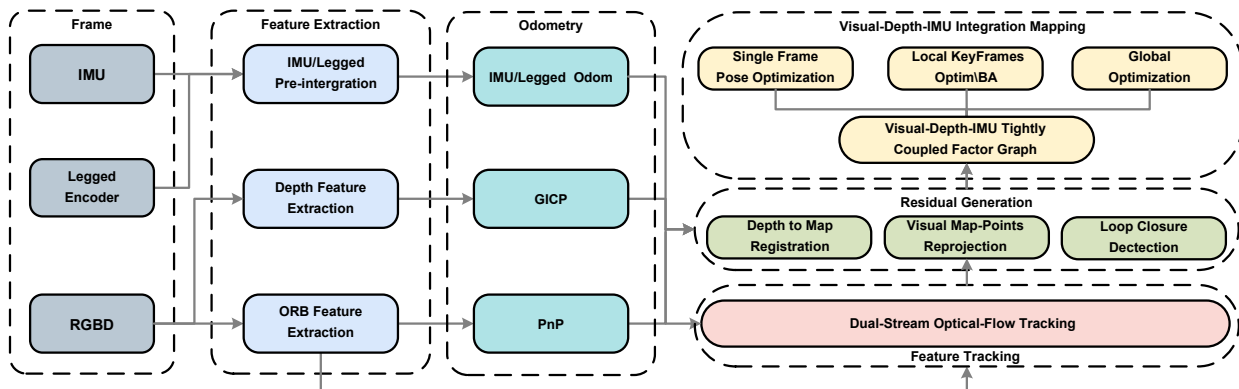 Frame
IMU
Legged
Encoder
RGBD
Feature Extraction
IMU/Legged
Pre-intergration
Depth Feature
Extraction
ORB Feature
Extraction
Odometry
IMU/Legged Odom
GICP
PnP
Visual-Depth-IMU Integration Mapping
Single Frame
Pose Optimization
Local KeyFrames
Optim\BA
Global
Optimization
Visual-Depth-IMU Tightly
Coupled Factor Graph
Residual Generation
Depth to Map
Registration
Visual Map-Points
Reprojection
Loop Closure
Dectection
Dual-Stream Optical-Flow Tracking
Feature Tracking